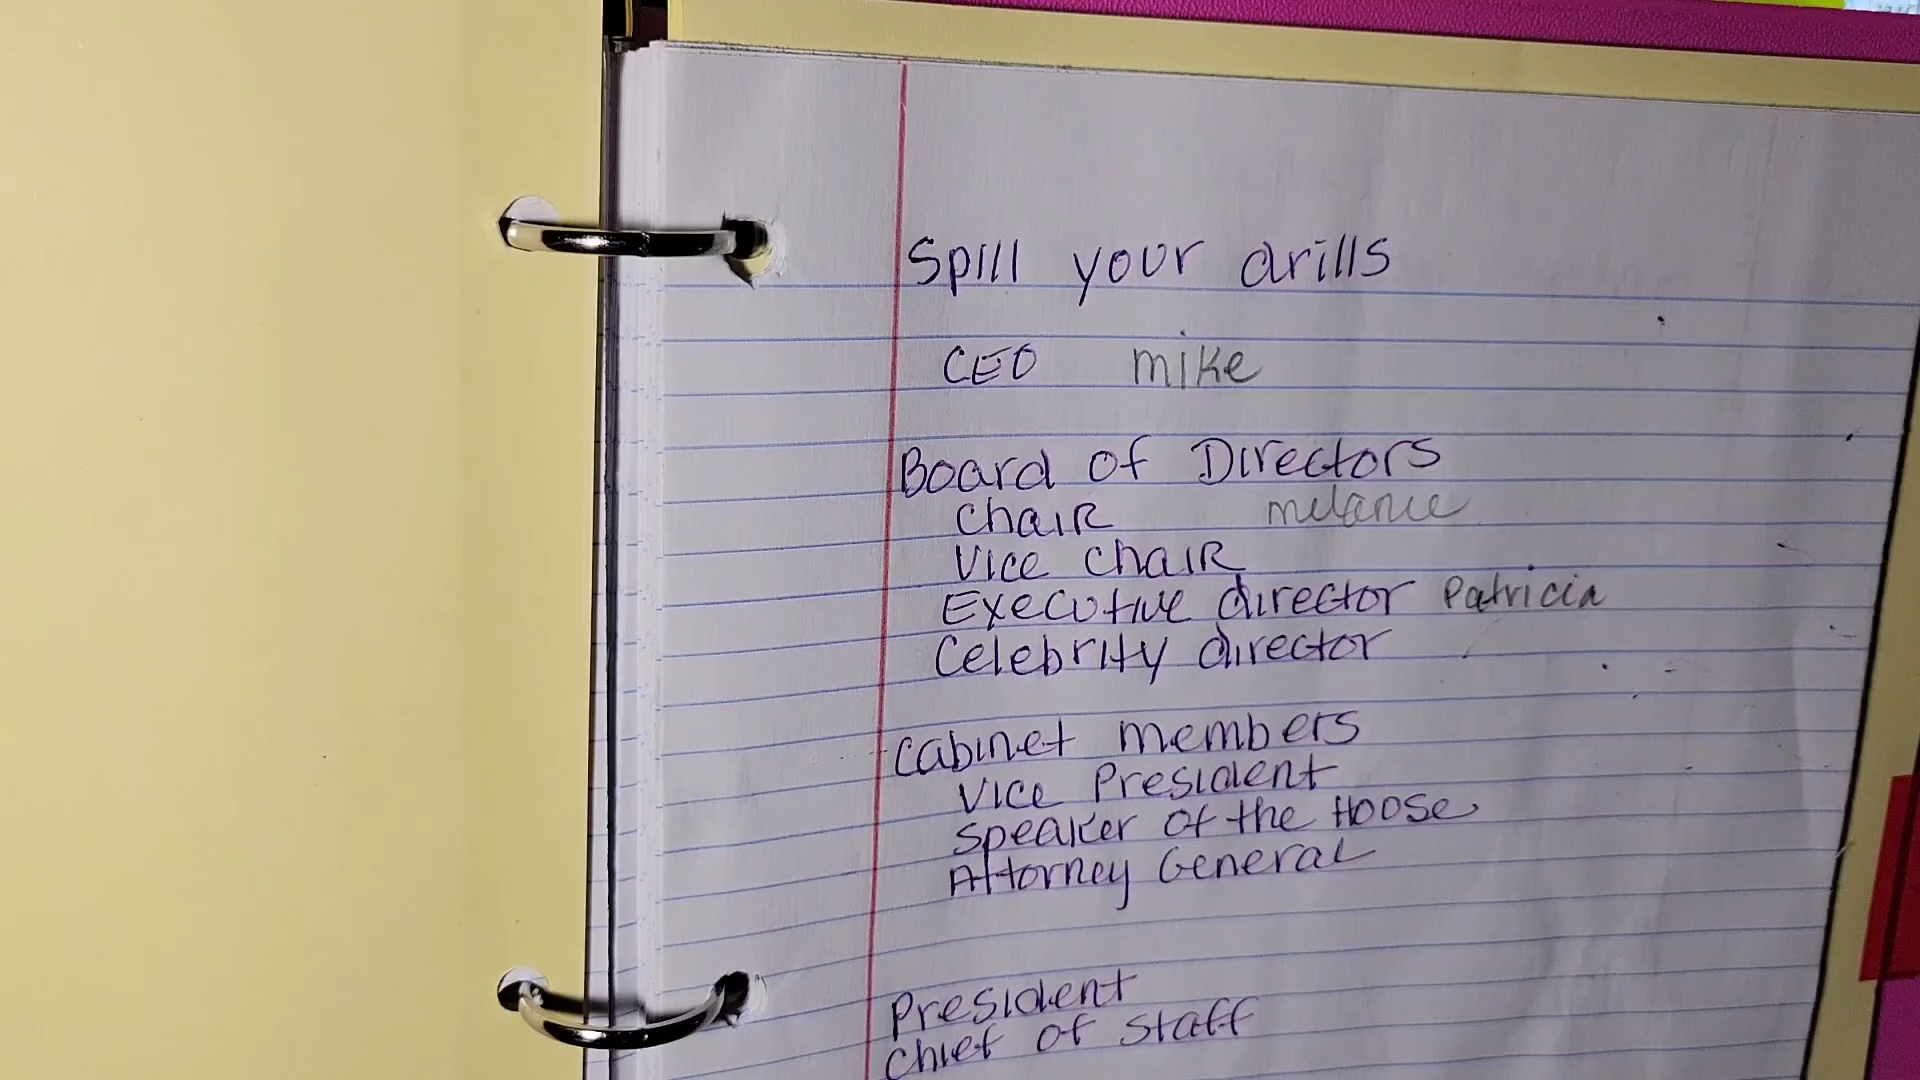 Spill your drills
CEO mike
Board of Directors
Chair melanie
Vice Chair
Executive director Patricia
Celebrity director
Cabinet members
Vice President
Speaker of the House
Attorney General
President
Chief of Staff